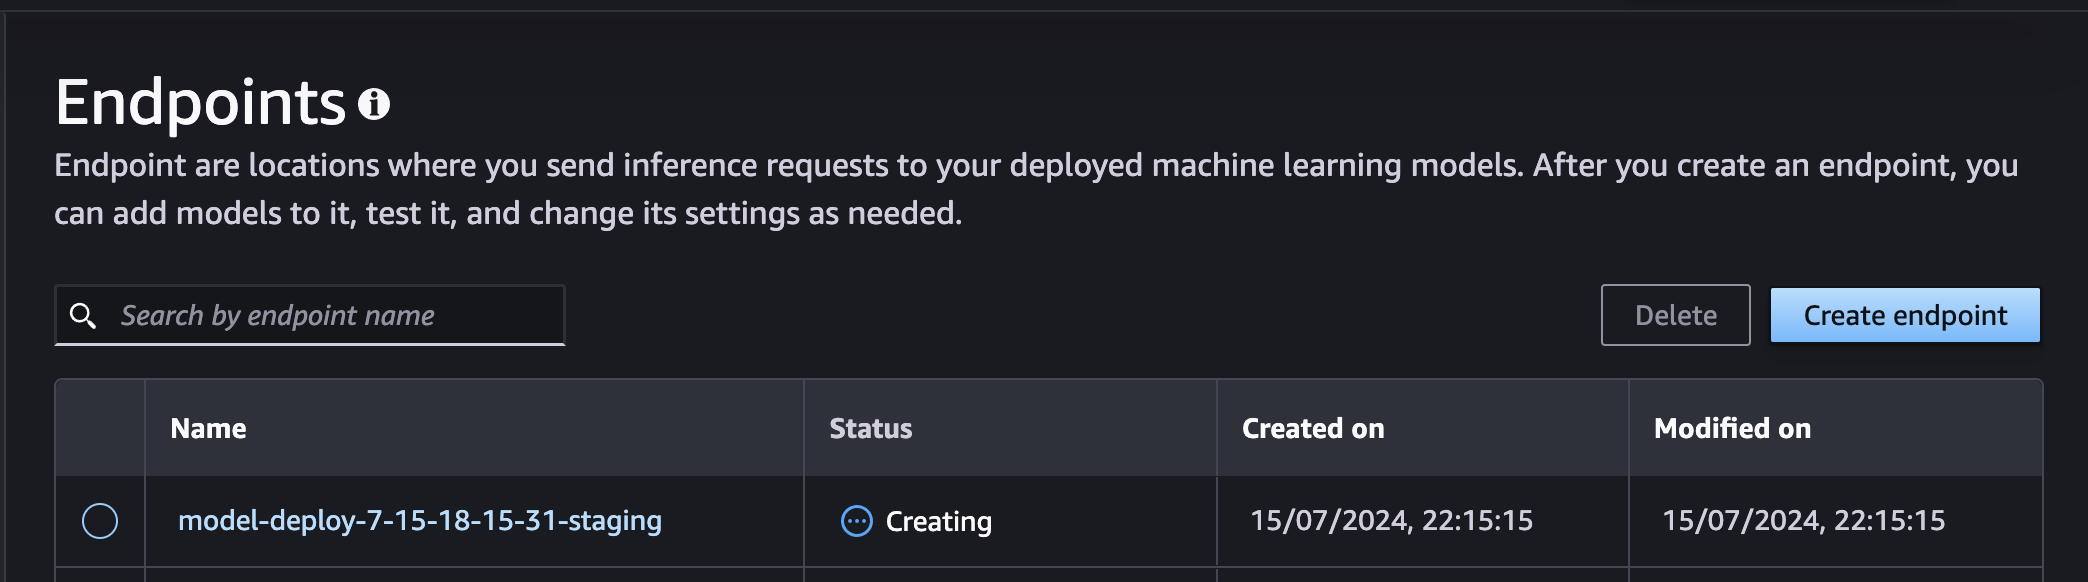 Endpoints
Endpoint are locations where you send inference requests to your deployed machine learning models. After you create an endpoint, you
can add models to it, test it, and change its settings as needed.
Search by endpoint name
Delete
Create endpoint
Name
Status
Created on
Modified on
model-deploy-7-15-18-15-31-staging
Creating
15/07/2024, 22:15:15
15/07/2024, 22:15:15